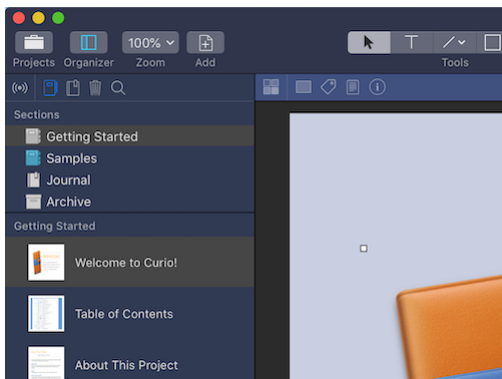 100%
Projects Organizer Zoom Add Tools
Sections
Getting Started
Samples
Journal
Archive
Getting Started
Welcome to Curio!
Table of Contents
About This Project